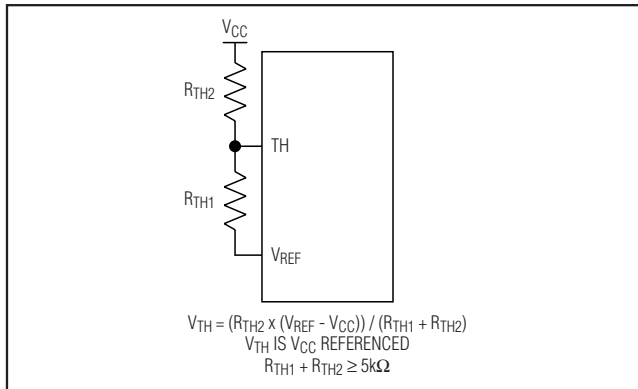 VCC
RTH2
TH
RTH1
VREF
VTH = (RTH2 x (VREF - VCC)) / (RTH1 + RTH2)
VTH IS VCC REFERENCED
RTH1 + RTH2 ≥ 5kΩ